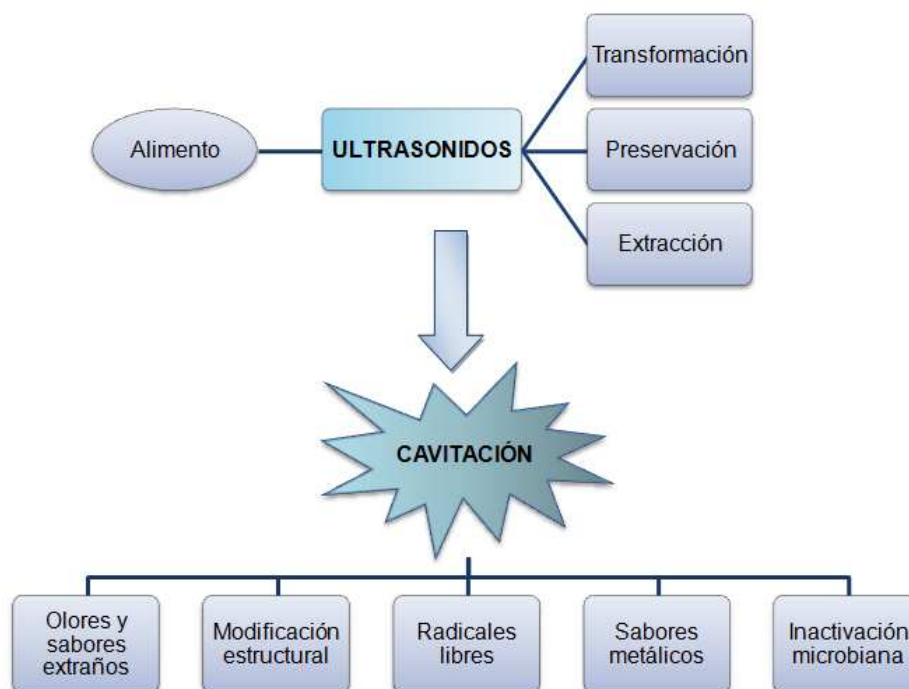 Transformación
Alimento
ULTRASONIDOS
Preservación
Extracción
CAVITACIÓN
Olores y
sabores
extraños
Modificación
estructural
Radicales
libres
Sabores
metálicos
Inactivación
microbiana